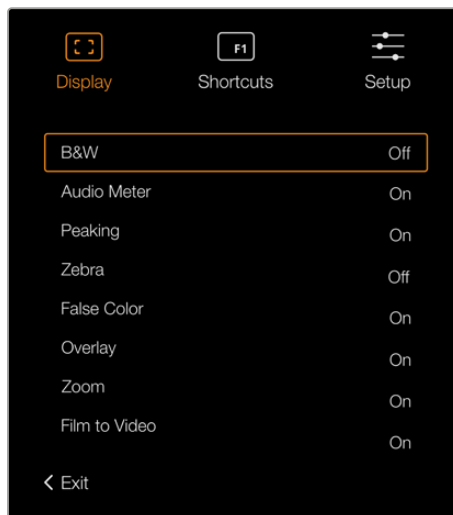 F1
Display Shortcuts Setup
B&W Off
Audio Meter On
Peaking On
Zebra Off
False Color On
Overlay On
Zoom On
Film to Video On
Exit